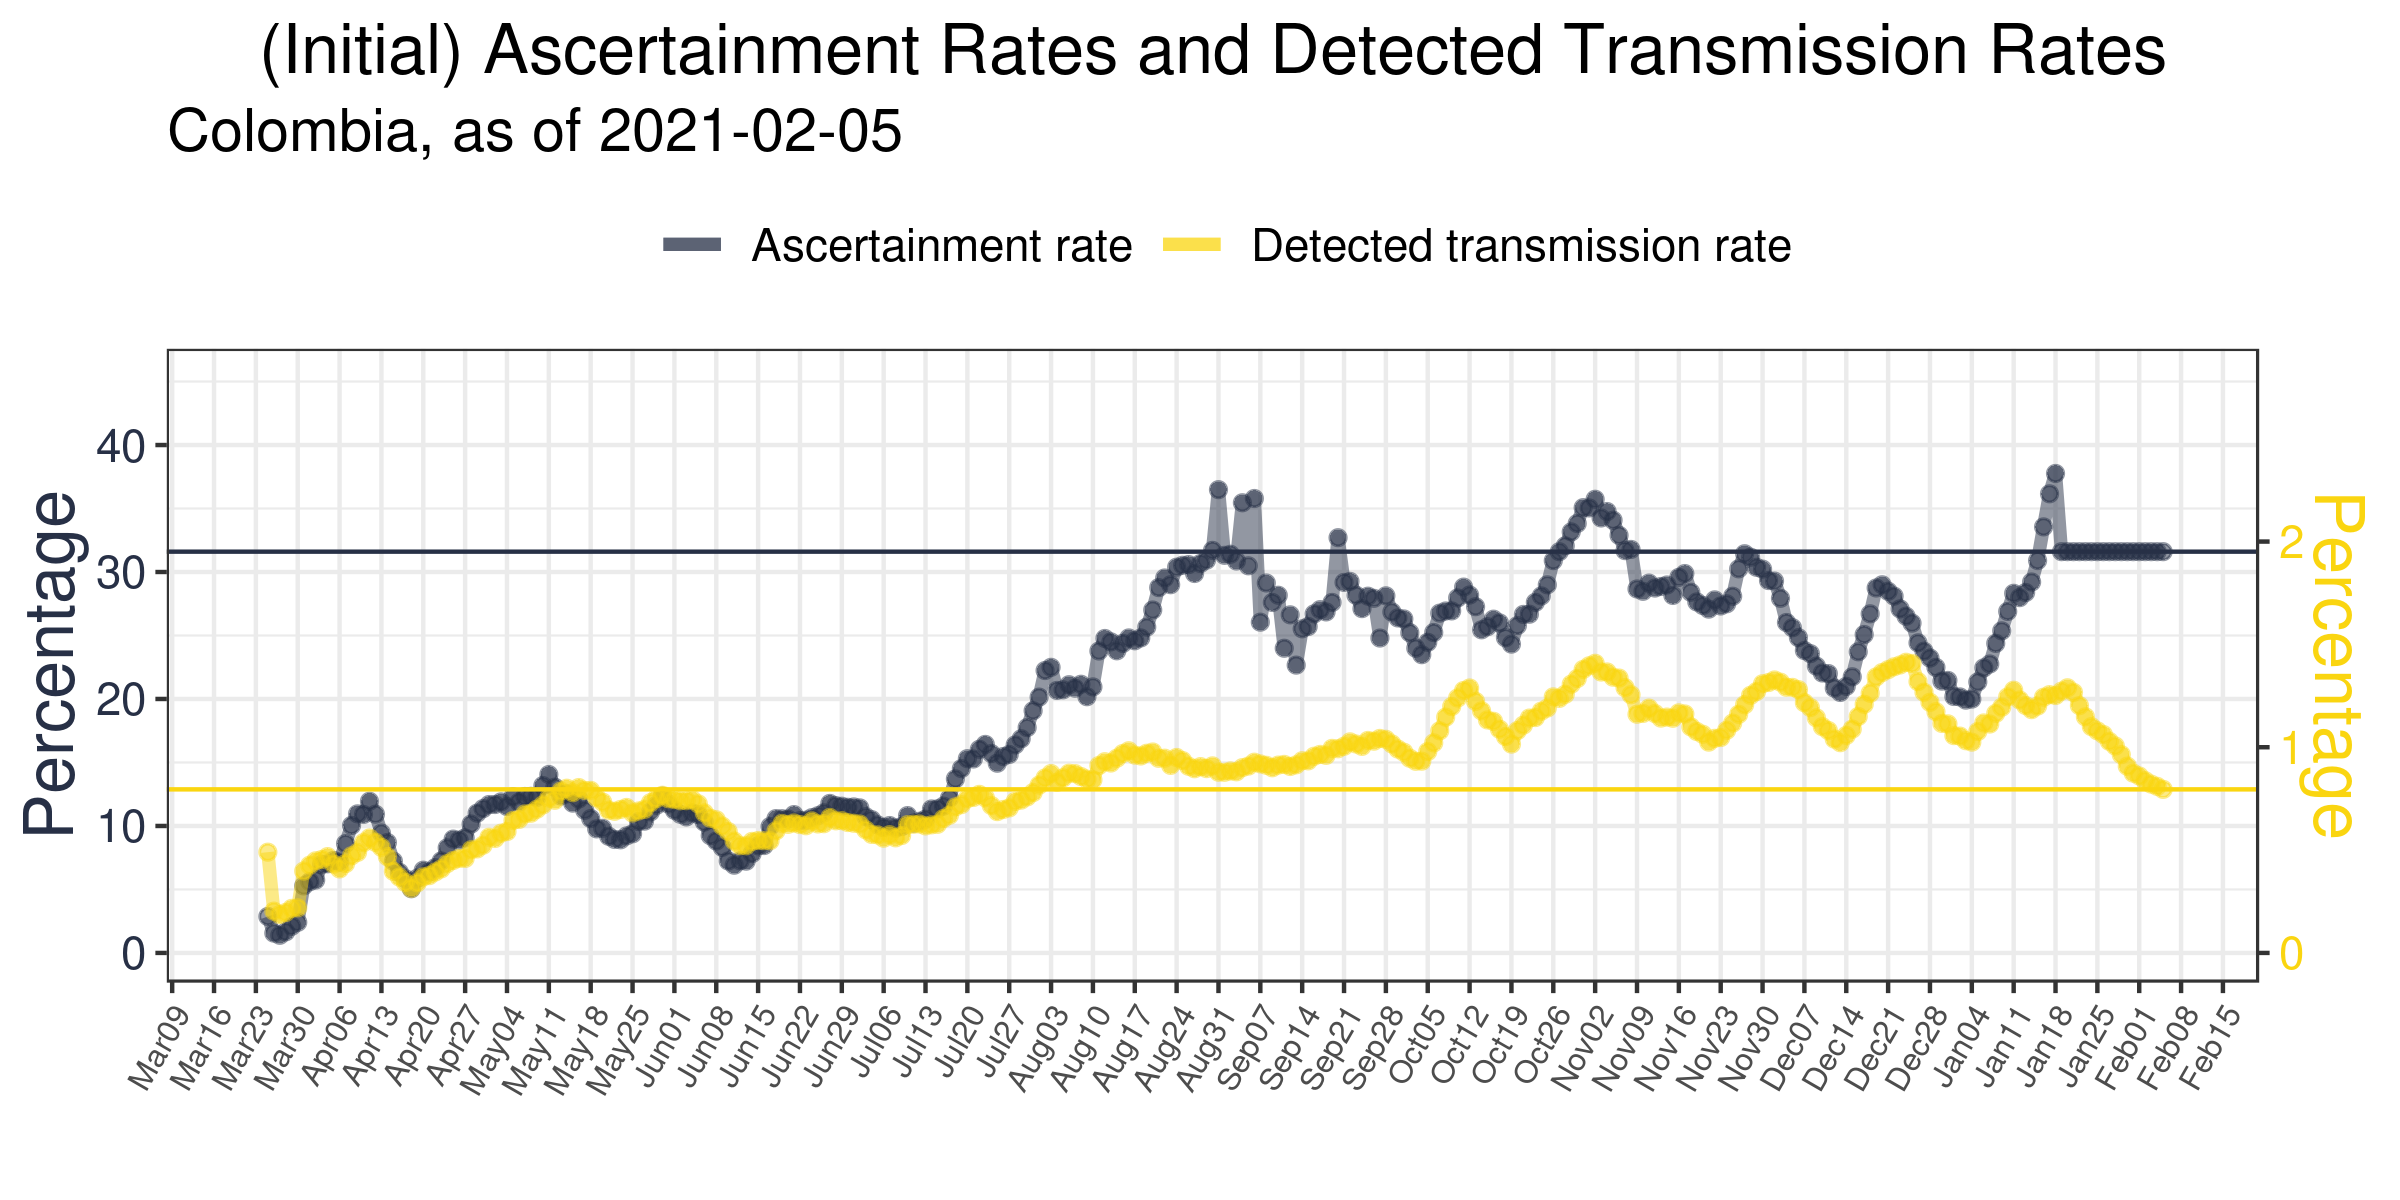 (Initial) Ascertainment Rates and Detected Transmission Rates
Colombia, as of 2021-02-05
Ascertainment rate
Detected transmission rate
Percentage
40
30
20
10
0
Percentage
2
1
0
Mar09
Mar16
Mar23
Mar30
Apr06
Apr13
Apr20
Apr27
May04
May11
May18
May25
Jun01
Jun08
Jun15
Jun22
Jun29
Jul06
Jul13
Jul20
Jul27
Aug03
Aug10
Aug17
Aug24
Aug31
Sep07
Sep14
Sep21
Sep28
Oct05
Oct12
Oct19
Oct26
Nov02
Nov09
Nov16
Nov23
Nov30
Dec07
Dec14
Dec21
Dec28
Jan04
Jan11
Jan18
Jan25
Feb01
Feb08
Feb15